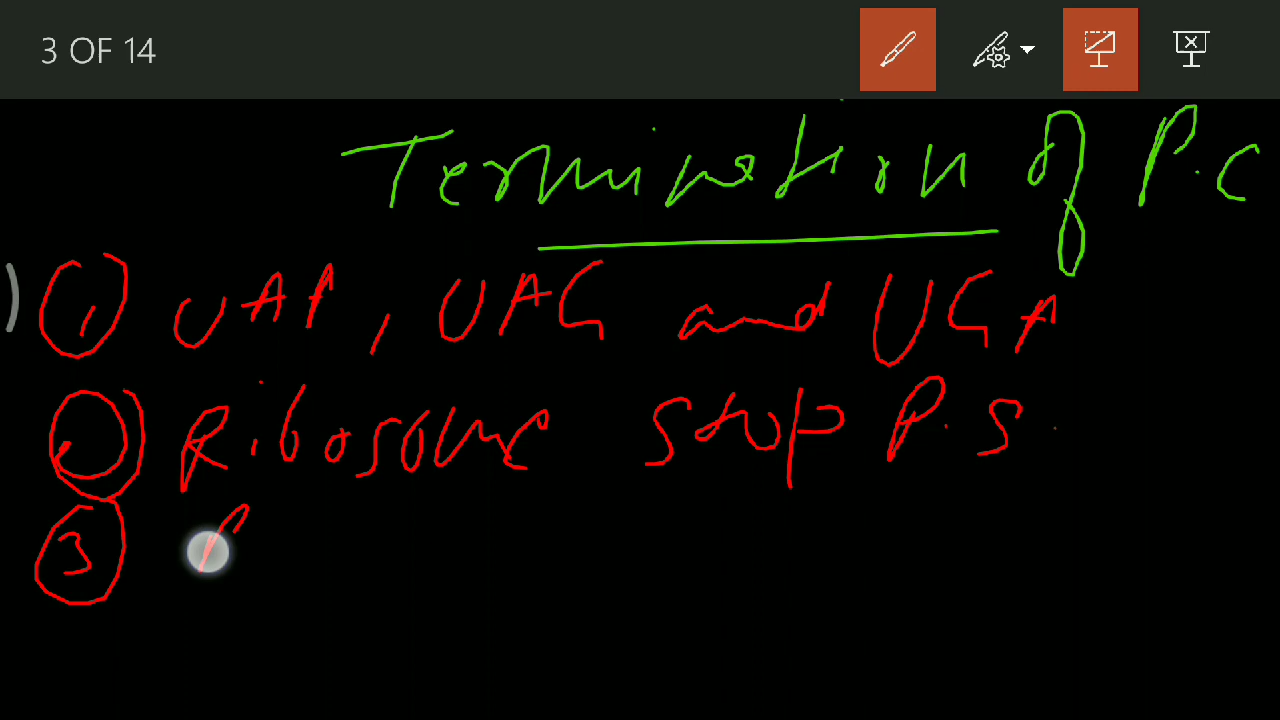 3 OF 14
Termination of P.C
1 UAA, UAG and UGA
2 Ribosome stop P.S.
3 P